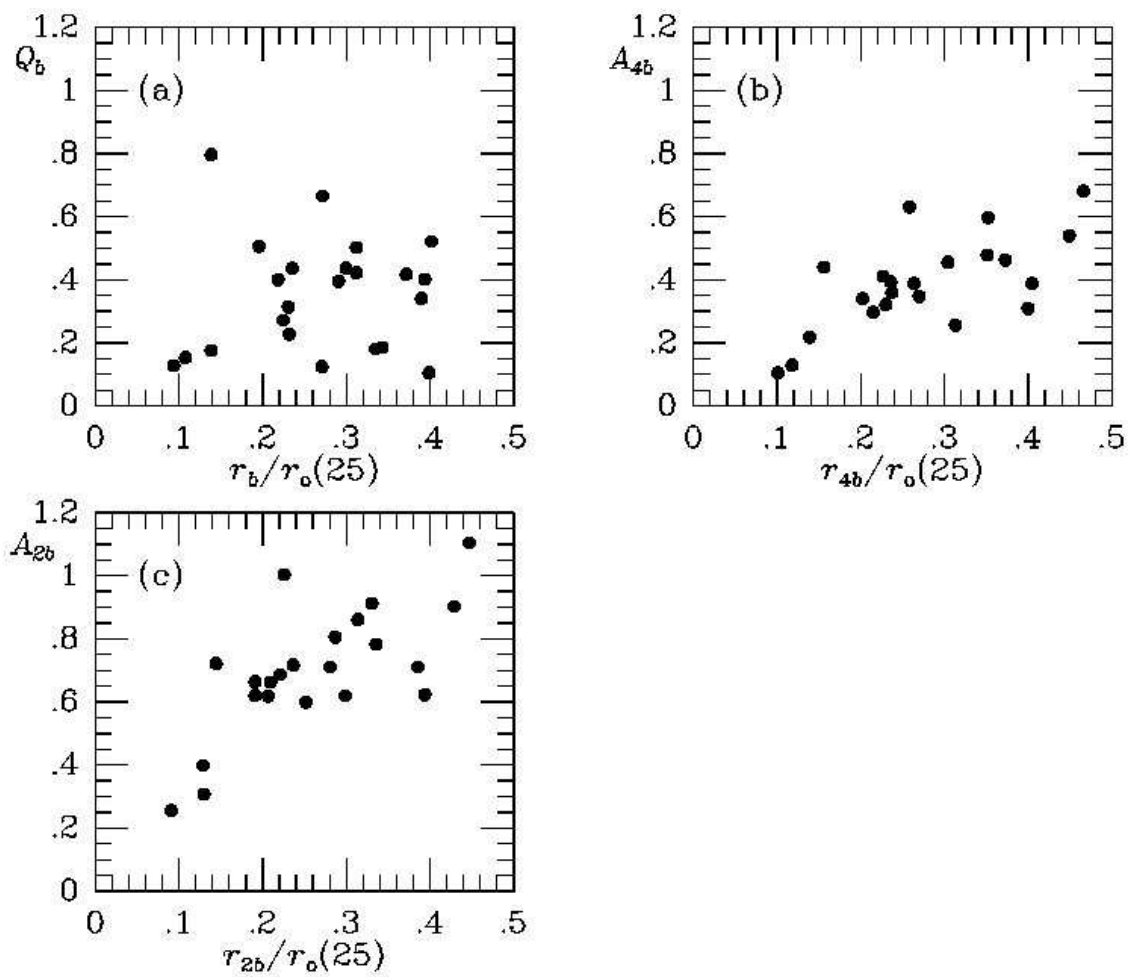 1.2
Q_b
(a)
1
.8
.6
.4
.2
0
0 .1 .2 .3 .4 .5
r_b/r_o(25)
1.2
A_4b
(b)
1
.8
.6
.4
.2
0
0 .1 .2 .3 .4 .5
r_4b/r_o(25)
1.2
A_2b
(c)
1
.8
.6
.4
.2
0
0 .1 .2 .3 .4 .5
r_2b/r_o(25)